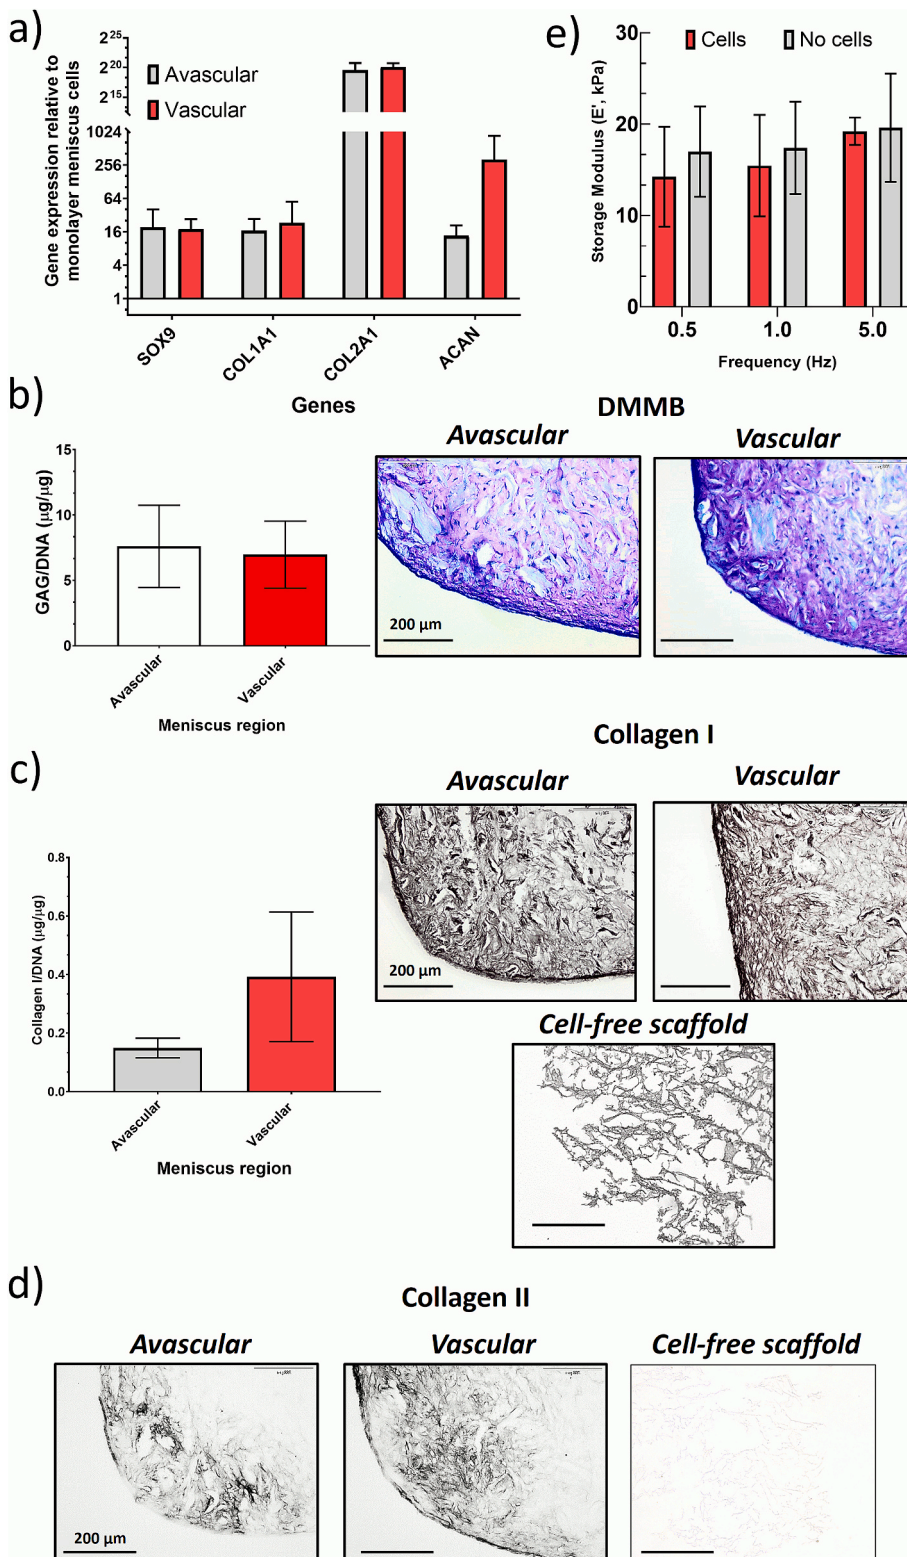 a)
2^25
2^20
2^15
1024
256
64
16
4
1
Gene expression relative to
monolayer meniscus cells
Avascular
Vascular
SOX9
COL1A1
COL2A1
ACAN
Genes
e)
Cells
No cells
30
20
10
0
Storage Modulus (E', kPa)
0.5
1.0
5.0
Frequency (Hz)
b)
15
10
5
0
GAG/DNA (µg/µg)
Avascular
Vascular
Meniscus region
DMMB
Avascular
Vascular
200 µm
c)
0.8
0.6
0.4
0.2
0.0
Collagen I/DNA (µg/µg)
Avascular
Vascular
Meniscus region
Collagen I
Avascular
Vascular
200 µm
Cell-free scaffold
d)
Collagen II
Avascular
Vascular
Cell-free scaffold
200 µm